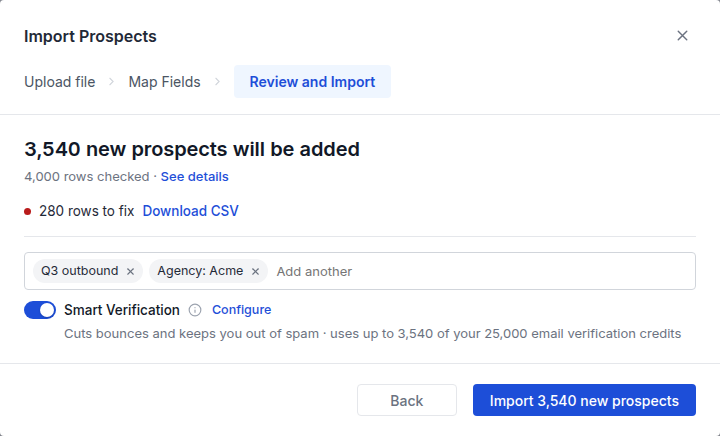 Import Prospects
Upload file > Map Fields > Review and Import
3,540 new prospects will be added
4,000 rows checked · See details
280 rows to fix Download CSV
Q3 outbound × Agency: Acme × Add another
Smart Verification Configure
Cuts bounces and keeps you out of spam · uses up to 3,540 of your 25,000 email verification credits
Back Import 3,540 new prospects